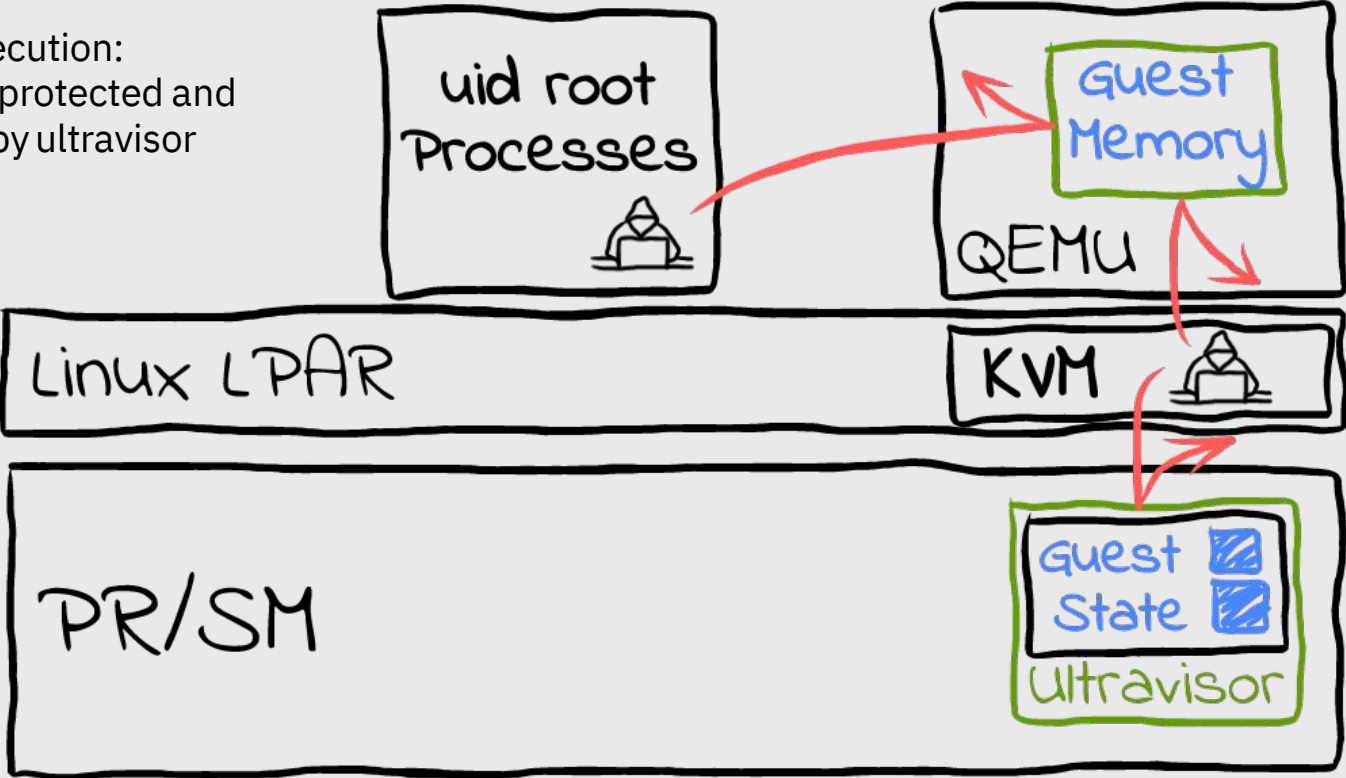 ecution:
protected and
by ultravisor
uid root
Processes
Guest
Memory
QEMU
Linux LPAR
KVM
PR/SM
Guest
State
Ultravisor